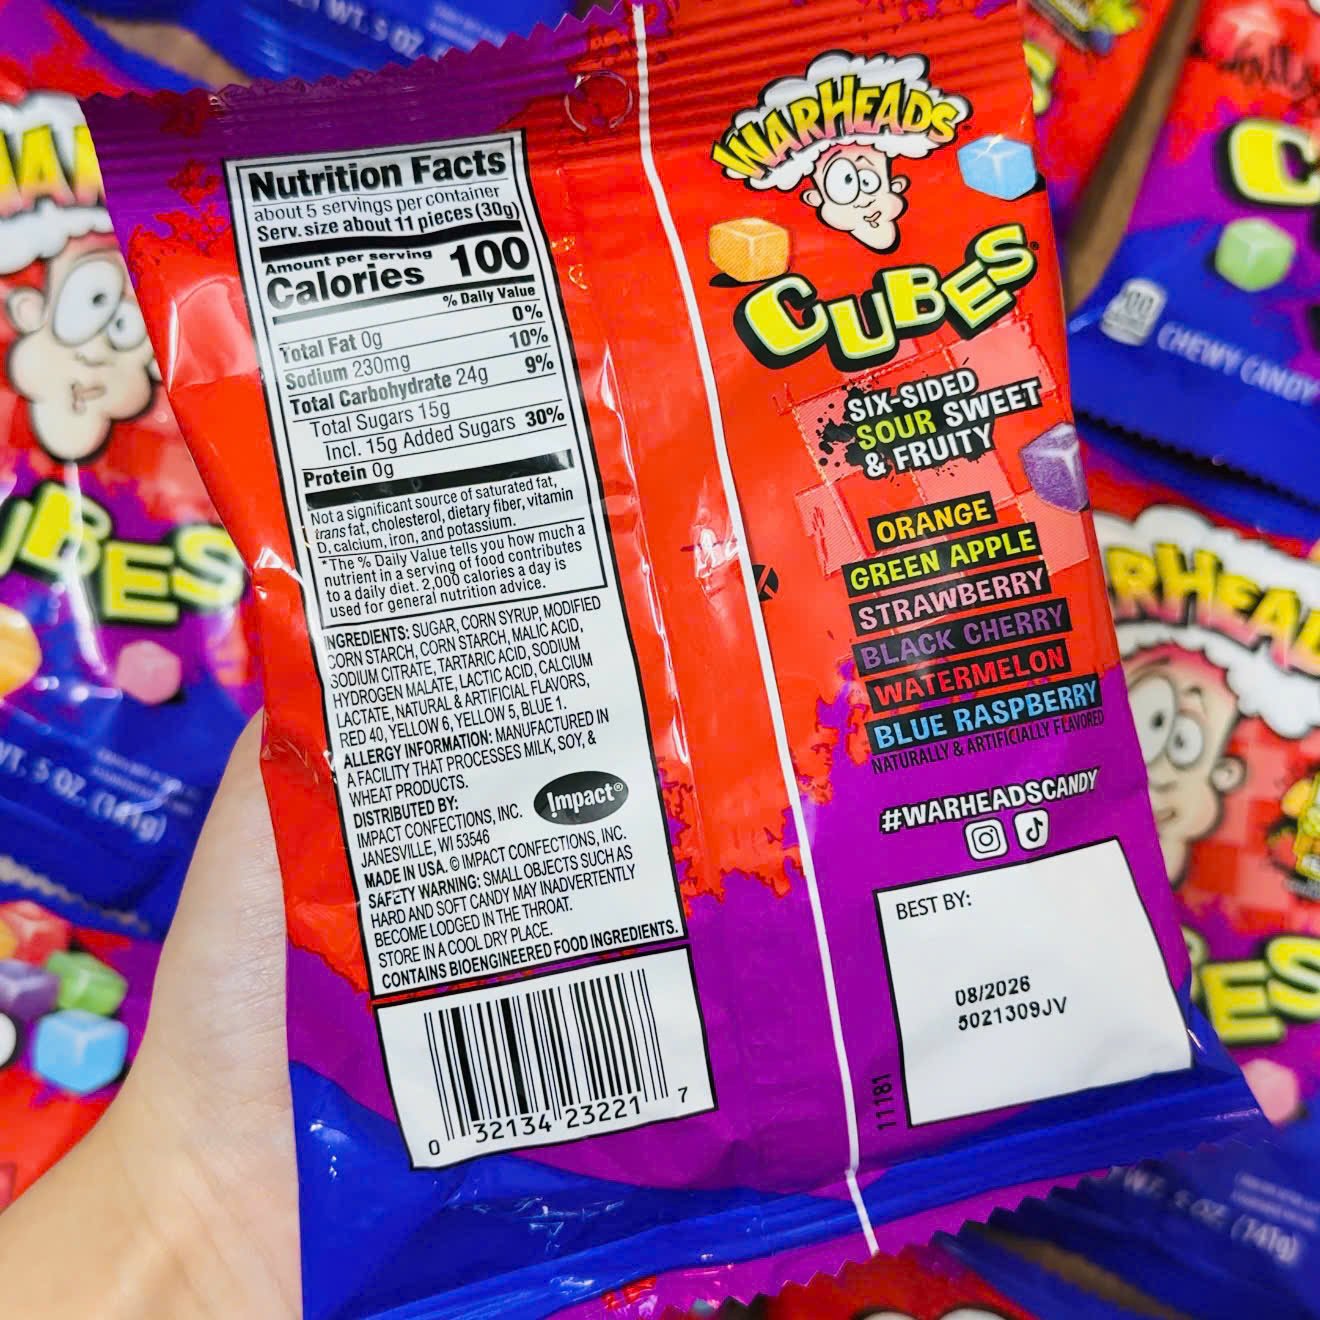 WT. 5 OZ.
Nutrition Facts
about 5 servings per container
Serv. size about 11 pieces (30g)
Amount per serving
Calories 100
% Daily Value
Total Fat 0g 0%
Sodium 230mg 10%
Total Carbohydrate 24g 9%
Total Sugars 15g
Incl. 15g Added Sugars 30%
Protein 0g
Not a significant source of saturated fat,
trans fat, cholesterol, dietary fiber, vitamin
D, calcium, iron, and potassium.
*The % Daily Value tells you how much a
nutrient in a serving of food contributes
to a daily diet. 2,000 calories a day is
used for general nutrition advice.
INGREDIENTS: SUGAR, CORN SYRUP, MODIFIED
CORN STARCH, CORN STARCH, MALIC ACID,
SODIUM CITRATE, TARTARIC ACID, SODIUM
HYDROGEN MALATE, LACTIC ACID, CALCIUM
LACTATE, NATURAL & ARTIFICIAL FLAVORS,
RED 40, YELLOW 6, YELLOW 5, BLUE 1.
ALLERGY INFORMATION: MANUFACTURED IN
A FACILITY THAT PROCESSES MILK, SOY, &
WHEAT PRODUCTS.
DISTRIBUTED BY:
IMPACT CONFECTIONS, INC.
JANESVILLE, WI 53546
Impact®
MADE IN USA. © IMPACT CONFECTIONS, INC.
SAFETY WARNING: SMALL OBJECTS SUCH AS
HARD AND SOFT CANDY MAY INADVERTENTLY
BECOME LODGED IN THE THROAT.
STORE IN A COOL DRY PLACE.
CONTAINS BIOENGINEERED FOOD INGREDIENTS.
0 32134 23221 7
WARHEADS
CUBES®
SIX-SIDED
SOUR SWEET
& FRUITY
ORANGE
GREEN APPLE
STRAWBERRY
BLACK CHERRY
WATERMELON
BLUE RASPBERRY
NATURALLY & ARTIFICIALLY FLAVORED
#WARHEADSCANDY
BEST BY:
08/2026
5021309JV
11181
UBES
WT. 5 OZ. (141g)
CHEWY CANDY
RHEA
ES
WT. 5 OZ. (141g)